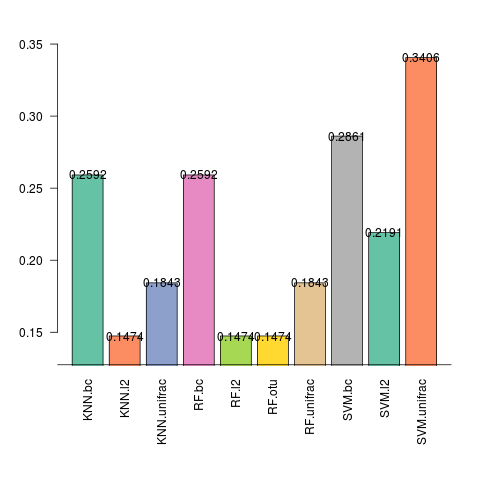 0.35
0.30
0.25
0.20
0.15
0.2592
0.1474
0.1843
0.2592
0.1474
0.1474
0.1843
0.2861
0.2191
0.3406
KNN.bc
KNN.l2
KNN.unifrac
RF.bc
RF.l2
RF.otu
RF.unifrac
SVM.bc
SVM.l2
SVM.unifrac